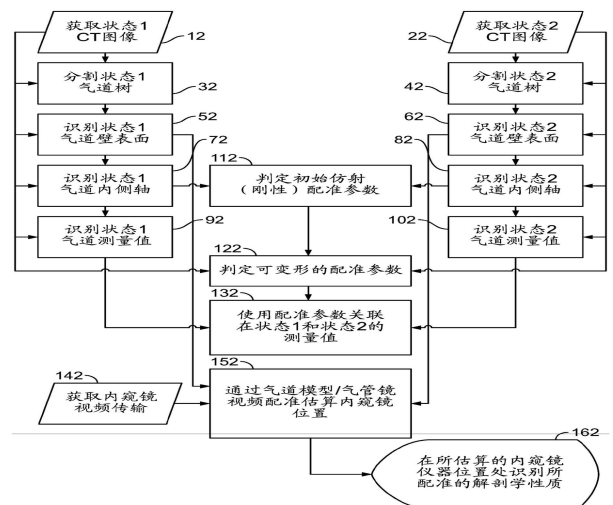 获取状态1
CT图像
12
获取状态2
CT图像
22
分割状态1
气道树
32
分割状态2
气道树
42
52
识别状态1
气道壁表面
62
识别状态2
气道壁表面
72
识别状态1
气道内侧轴
82
识别状态2
气道内侧轴
112
判定初始仿射
(刚性)配准参数
识别状态1
气道测量值
92
102
识别状态2
气道测量值
122
判定可变形的配准参数
132
使用配准参数关联
在状态1和状态2的
测量值
142
获取内窥镜
视频传输
152
通过气道模型/气管镜
视频配准估算内窥镜
位置
162
在所估算的内窥镜
仪器位置处识别所
配准的解剖学性质